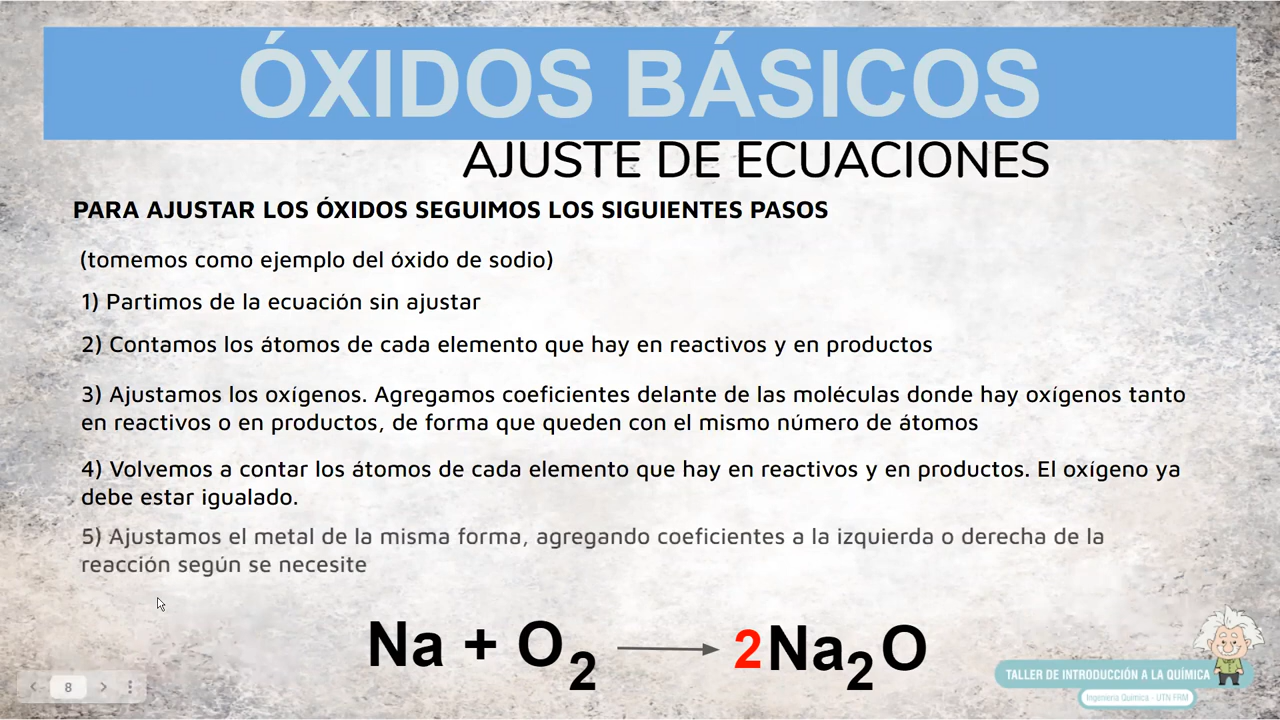 ÓXIDOS BÁSICOS
AJUSTE DE ECUACIONES
PARA AJUSTAR LOS ÓXIDOS SEGUIMOS LOS SIGUIENTES PASOS
(tomemos como ejemplo del óxido de sodio)
1) Partimos de la ecuación sin ajustar
2) Contamos los átomos de cada elemento que hay en reactivos y en productos
3) Ajustamos los oxígenos. Agregamos coeficientes delante de las moléculas donde hay oxígenos tanto
en reactivos o en productos, de forma que queden con el mismo número de átomos
4) Volvemos a contar los átomos de cada elemento que hay en reactivos y en productos. El oxígeno ya
debe estar igualado.
5) Ajustamos el metal de la misma forma, agregando coeficientes a la izquierda o derecha de la
reacción según se necesite
Na + O₂ → 2Na₂O
TALLER DE INTRODUCCIÓN A LA QUÍMICA
Ingeniería Química - UTN FRM
8